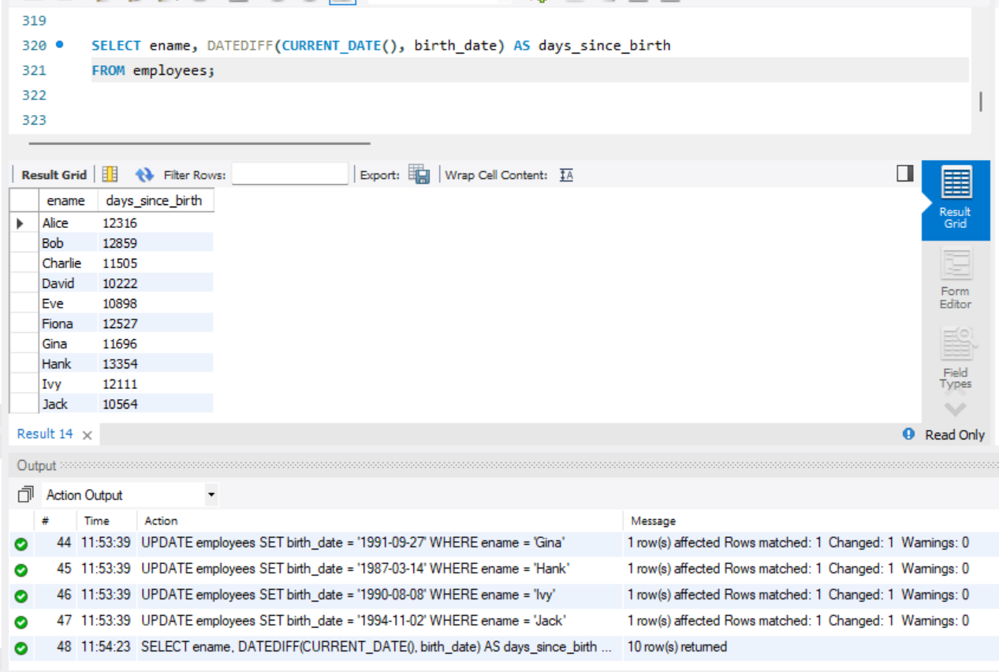 319
320 SELECT ename, DATEDIFF(CURRENT_DATE(), birth_date) AS days_since_birth
321 FROM employees;
322
323
Result Grid Filter Rows: Export: Wrap Cell Content:
ename days_since_birth
Alice 12316
Bob 12859
Charlie 11505
David 10222
Eve 10898
Fiona 12527
Gina 11696
Hank 13354
Ivy 12111
Jack 10564
Result
Grid
Form
Editor
Field
Types
Result 14 Read Only
Output
Action Output
# Time Action Message
44 11:53:39 UPDATE employees SET birth_date = '1991-09-27' WHERE ename = 'Gina' 1 row(s) affected Rows matched: 1 Changed: 1 Warnings: 0
45 11:53:39 UPDATE employees SET birth_date = '1987-03-14' WHERE ename = 'Hank' 1 row(s) affected Rows matched: 1 Changed: 1 Warnings: 0
46 11:53:39 UPDATE employees SET birth_date = '1990-08-08' WHERE ename = 'Ivy' 1 row(s) affected Rows matched: 1 Changed: 1 Warnings: 0
47 11:53:39 UPDATE employees SET birth_date = '1994-11-02' WHERE ename = 'Jack' 1 row(s) affected Rows matched: 1 Changed: 1 Warnings: 0
48 11:54:23 SELECT ename, DATEDIFF(CURRENT_DATE(), birth_date) AS days_since_birth ... 10 row(s) returned